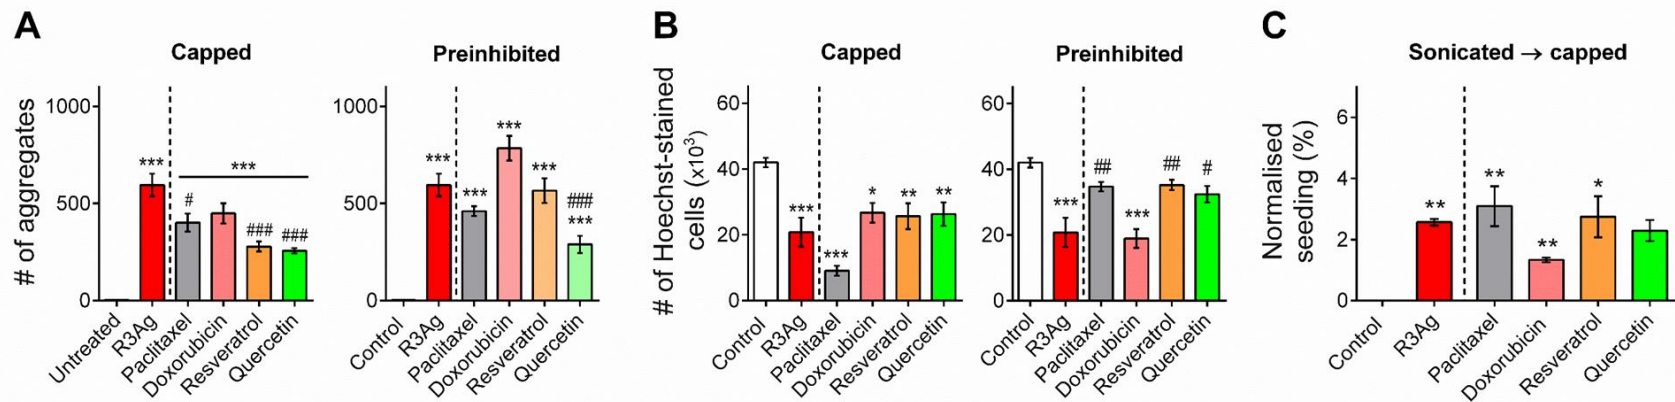 A
Capped
# of aggregates
1000
500
0
***
***
#
###
###
Untreated
R3Ag
Paclitaxel
Doxorubicin
Resveratrol
Quercetin
Preinhibited
1000
500
0
***
***
***
***
###
***
Control
R3Ag
Paclitaxel
Doxorubicin
Resveratrol
Quercetin
B
Capped
# of Hoechst-stained
cells (x10³)
60
40
20
0
***
***
*
**
**
Control
R3Ag
Paclitaxel
Doxorubicin
Resveratrol
Quercetin
Preinhibited
60
40
20
0
***
##
***
##
#
Control
R3Ag
Paclitaxel
Doxorubicin
Resveratrol
Quercetin
C
Sonicated → capped
Normalised
seeding (%)
6
4
2
0
**
**
**
*
Control
R3Ag
Paclitaxel
Doxorubicin
Resveratrol
Quercetin